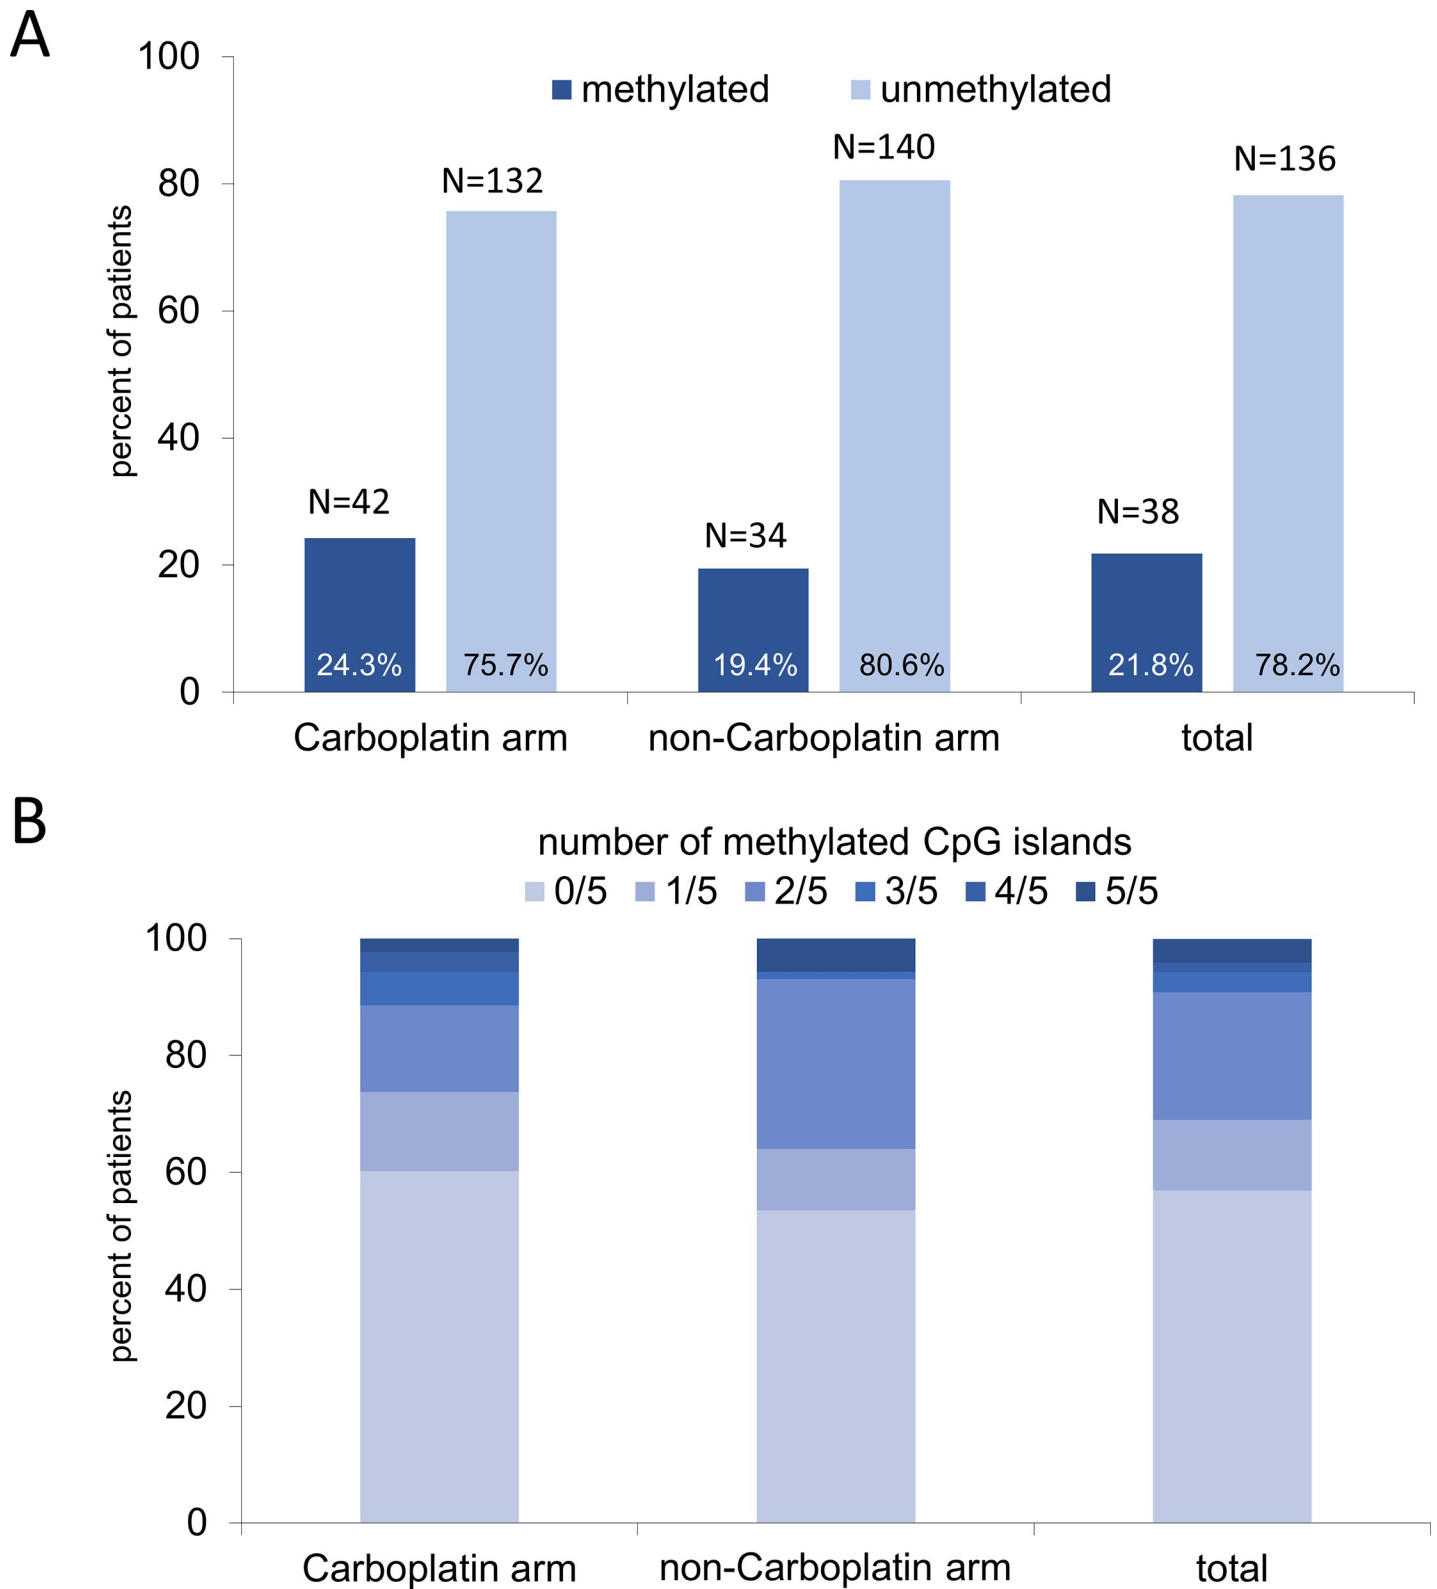 A
100
80
60
40
20
0
percent of patients
methylated unmethylated
N=132
N=140
N=136
N=42
N=34
N=38
24.3% 75.7% 19.4% 80.6% 21.8% 78.2%
Carboplatin arm non-Carboplatin arm total
B
number of methylated CpG islands
0/5 1/5 2/5 3/5 4/5 5/5
100
80
60
40
20
0
percent of patients
Carboplatin arm non-Carboplatin arm total